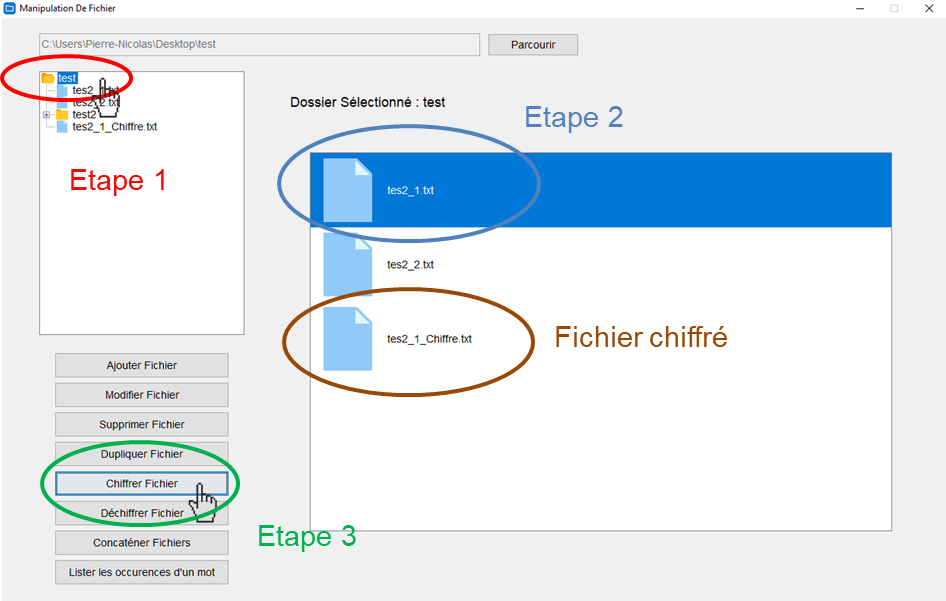 Manipulation De Fichier
C:\Users\Pierre-Nicolas\Desktop\test
Parcourir
test
tes2_1.txt
tes2_2.txt
test2
tes2_1_Chiffre.txt
Etape 1
Dossier Sélectionné : test
Etape 2
tes2_1.txt
tes2_2.txt
tes2_1_Chiffre.txt
Fichier chiffré
Ajouter Fichier
Modifier Fichier
Supprimer Fichier
Dupliquer Fichier
Chiffrer Fichier
Déchiffrer Fichier
Etape 3
Concaténer Fichiers
Lister les occurences d'un mot